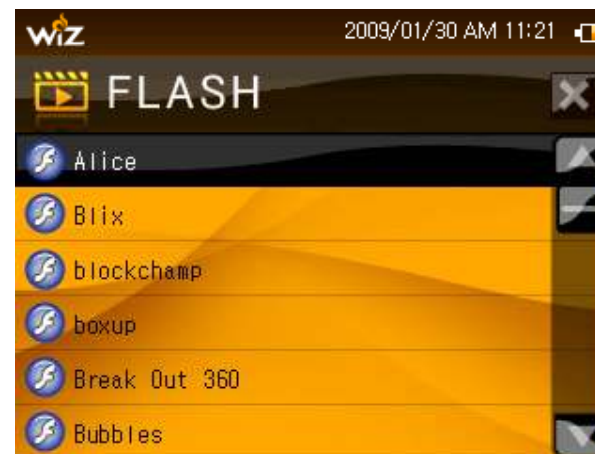 wiz
2009/01/30 AM 11:21
FLASH
Alice
Blix
blockchamp
boxup
Break Out 360
Bubbles